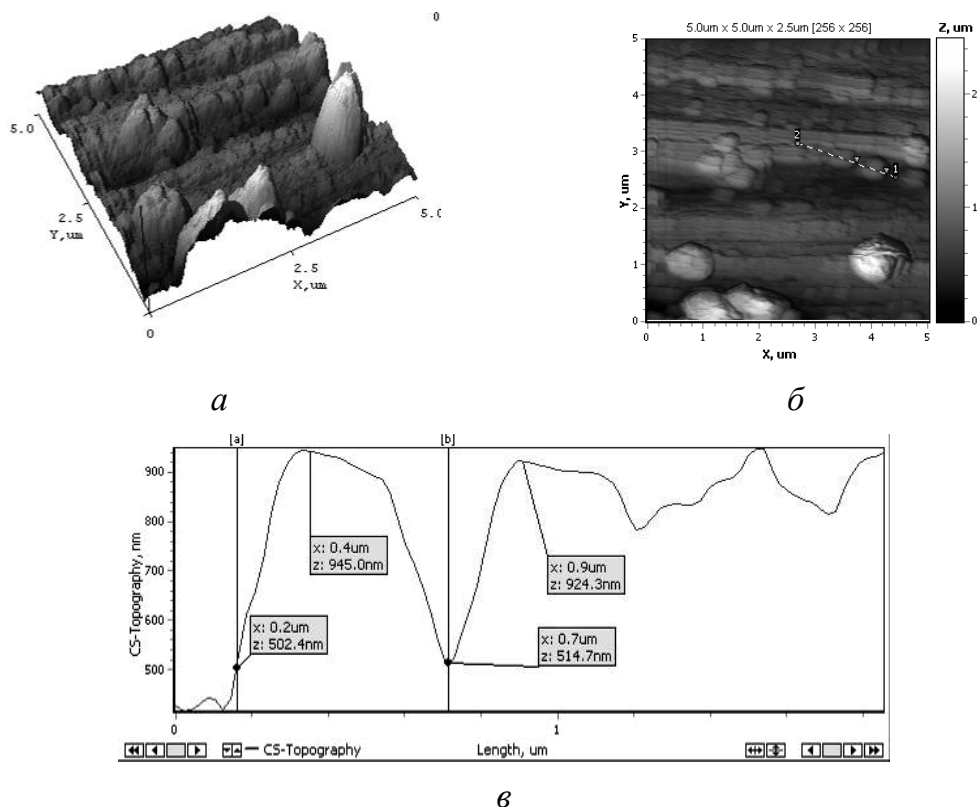 0
5.0
2.5
Y,um
0
2.5
X,um
5.0
а
5.0um x 5.0um x 2.5um [256 x 256]
Z, um
5
4
3
2
1
0
Y, um
0
1
2
3
4
5
X, um
2
1
2
1
0
б
[a]
[b]
900
800
700
600
500
CS-Topography, nm
x: 0.4um
z: 945.0nm
x: 0.2um
z: 502.4nm
x: 0.9um
z: 924.3nm
x: 0.7um
z: 514.7nm
0
1
CS-Topography
Length, um
в